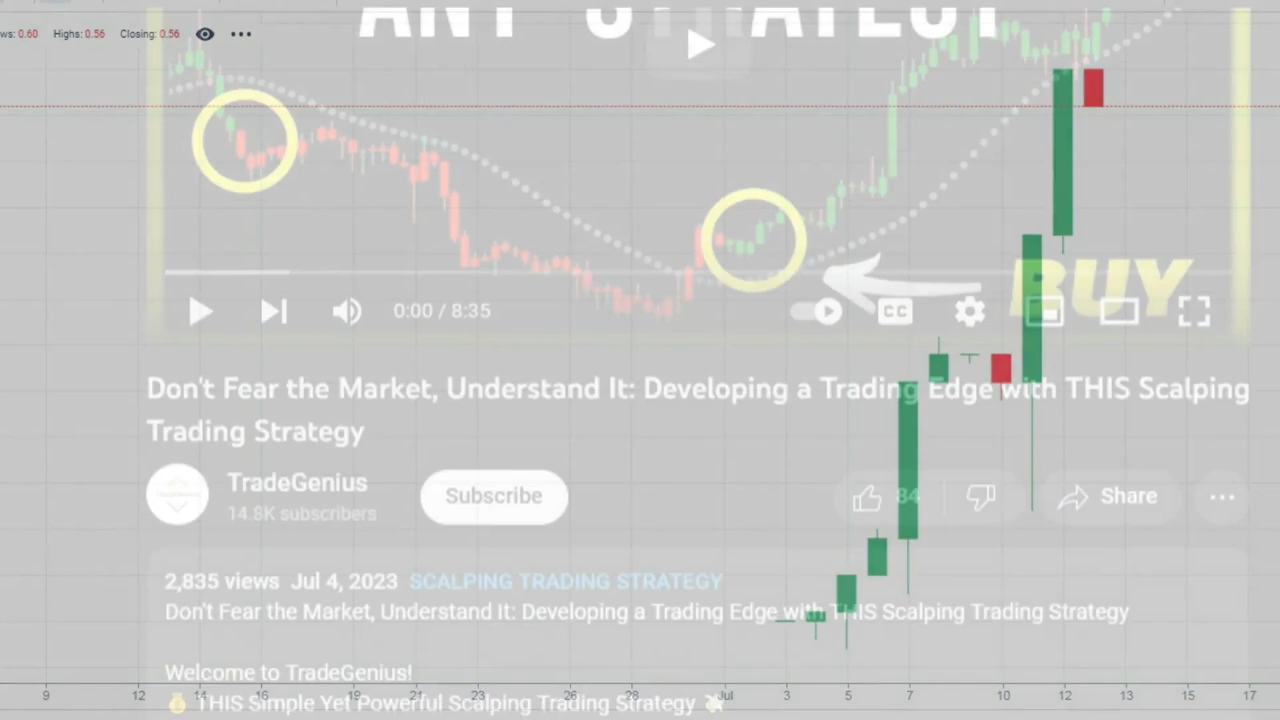 ws: 0.60 Highs: 0.56 Closing: 0.56
ANY STRATEGY
BUY
0:00 / 8:35
CC
Don't Fear the Market, Understand It: Developing a Trading Edge with THIS Scalping
Trading Strategy
TradeGenius
14.8K subscribers
Subscribe
84
Share
2,835 views Jul 4, 2023 SCALPING TRADING STRATEGY
Don't Fear the Market, Understand It: Developing a Trading Edge with THIS Scalping Trading Strategy
Welcome to TradeGenius!
9 12 14 16 19 21 23 26 28 Jul 3 5 7 10 12 13 15 17
THIS Simple Yet Powerful Scalping Trading Strategy